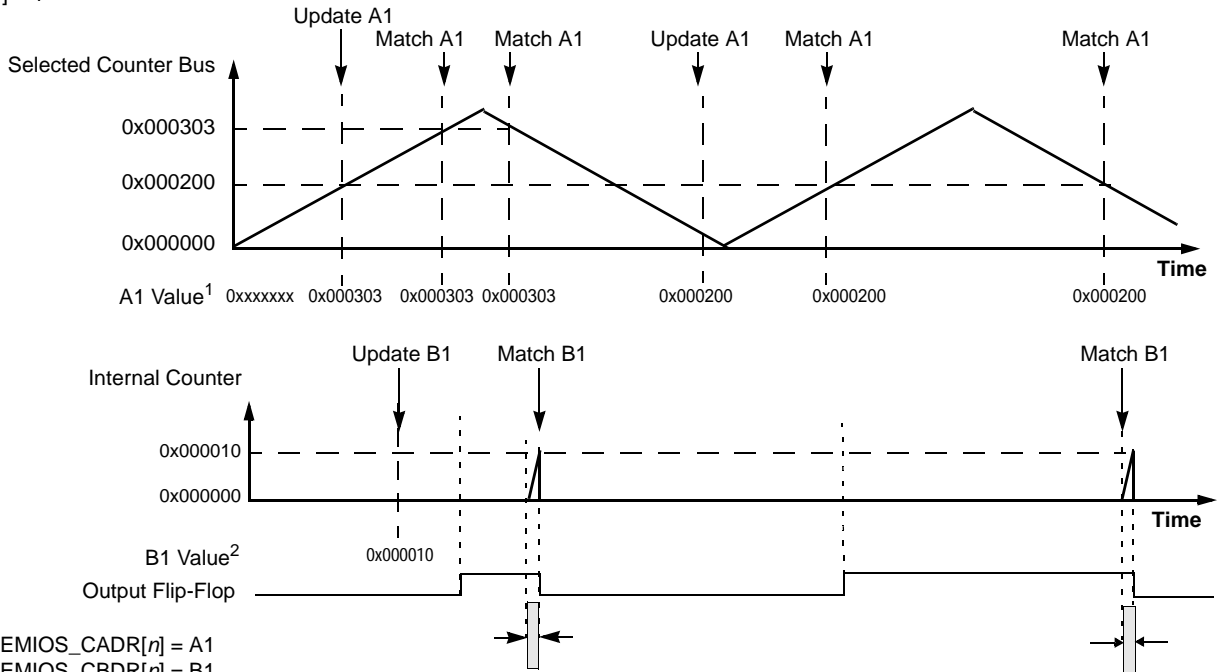 Update A1
Match A1 Match A1 Update A1 Match A1 Match A1
Selected Counter Bus
0x000303
0x000200
0x000000
Time
A1 Value1 0xxxxxxx 0x000303 0x000303 0x000303 0x000200 0x000200 0x000200
Update B1 Match B1 Match B1
Internal Counter
0x000010
0x000000
Time
B1 Value2 0x000010
Output Flip-Flop
EMIOS_CADR[n] = A1
EMIOS_CBDR[n] = B1